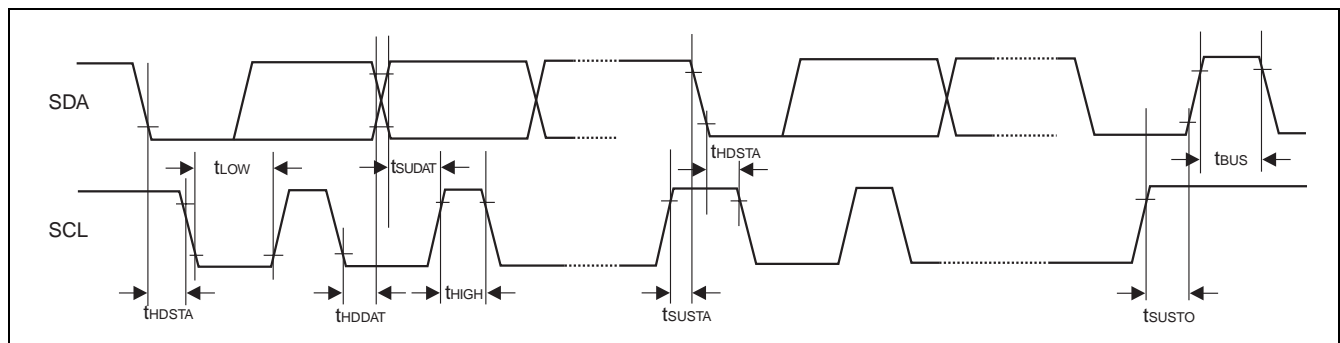 SDA
tHDSTA
tLOW
tSUDAT
tBUS
SCL
tHDSTA
tHDDAT
tHIGH
tSUSTA
tSUSTO